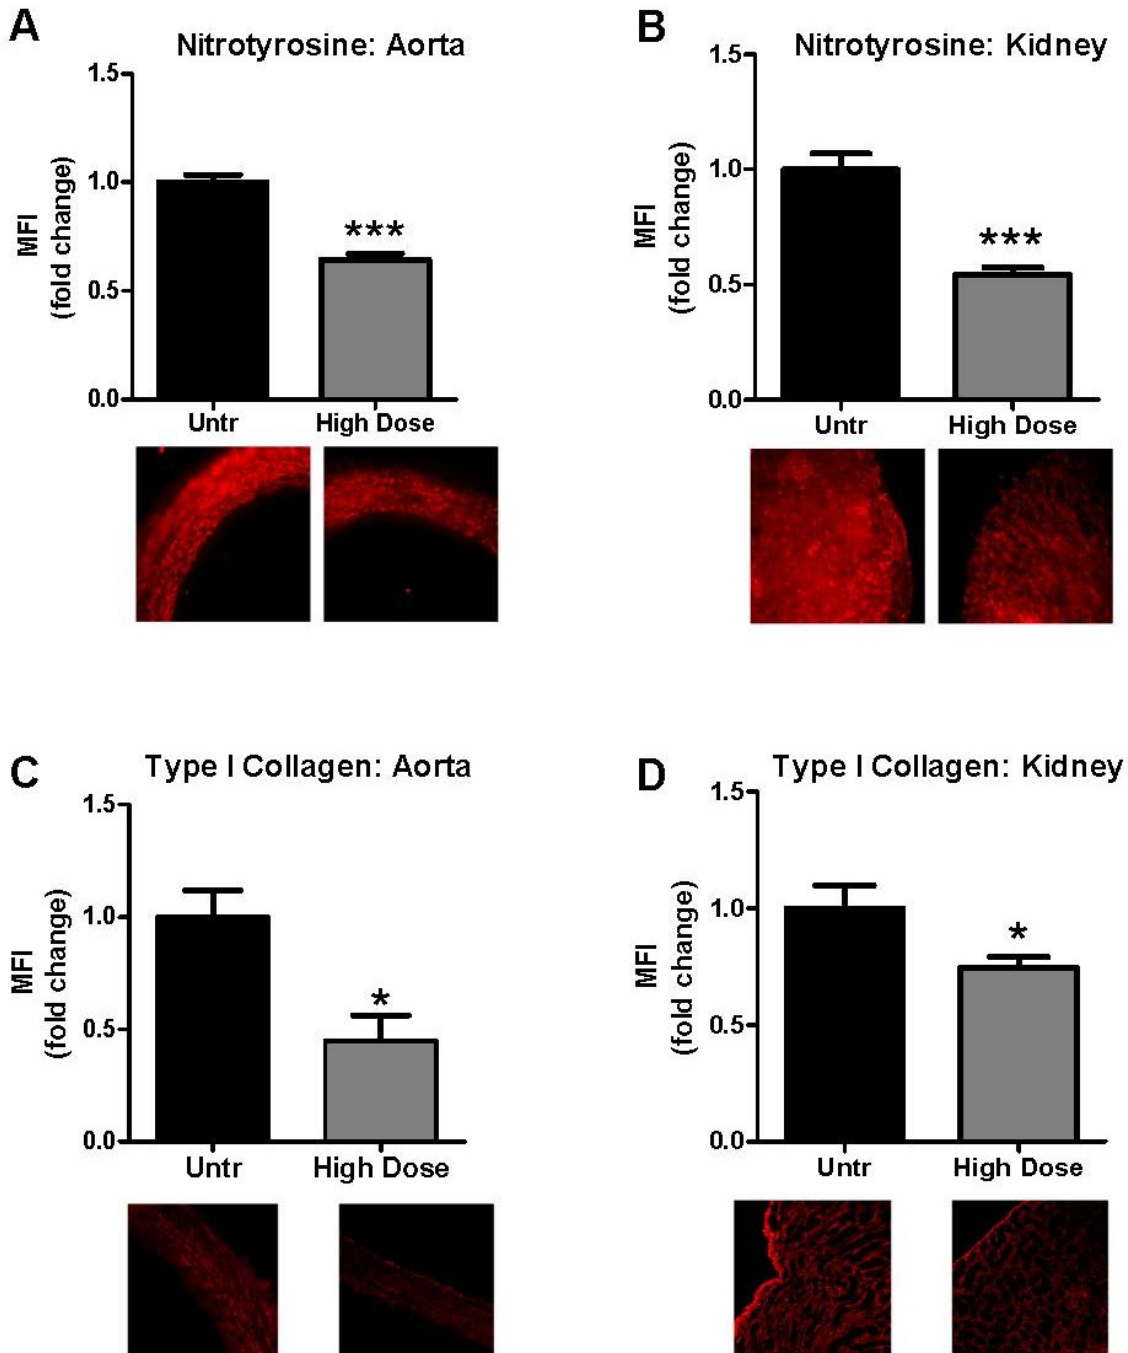 A
Nitrotyrosine: Aorta
1.5
1.0
0.5
0.0
MFI
(fold change)
***
Untr High Dose
B
Nitrotyrosine: Kidney
1.5
1.0
0.5
0.0
MFI
(fold change)
***
Untr High Dose
C
Type I Collagen: Aorta
1.5
1.0
0.5
0.0
MFI
(fold change)
*
Untr High Dose
D
Type I Collagen: Kidney
1.5
1.0
0.5
0.0
MFI
(fold change)
*
Untr High Dose